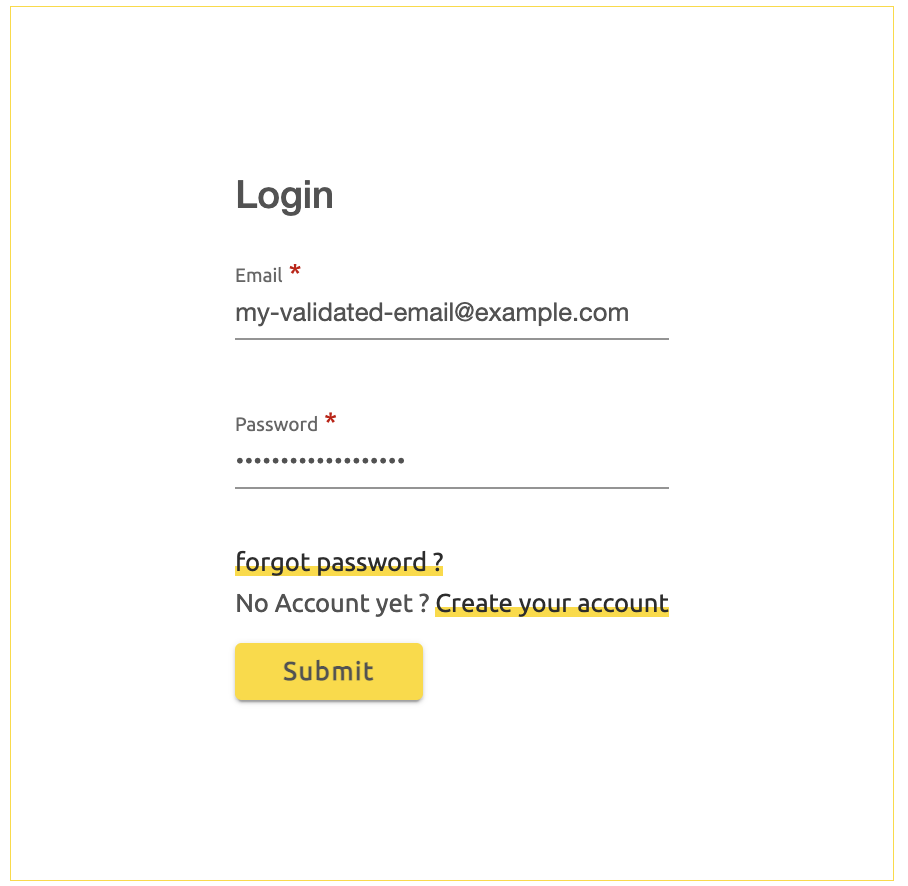 Login
Email *
my-validated-email@example.com
Password *
•••••••••••••••••••
forgot password ?
No Account yet ? Create your account
Submit